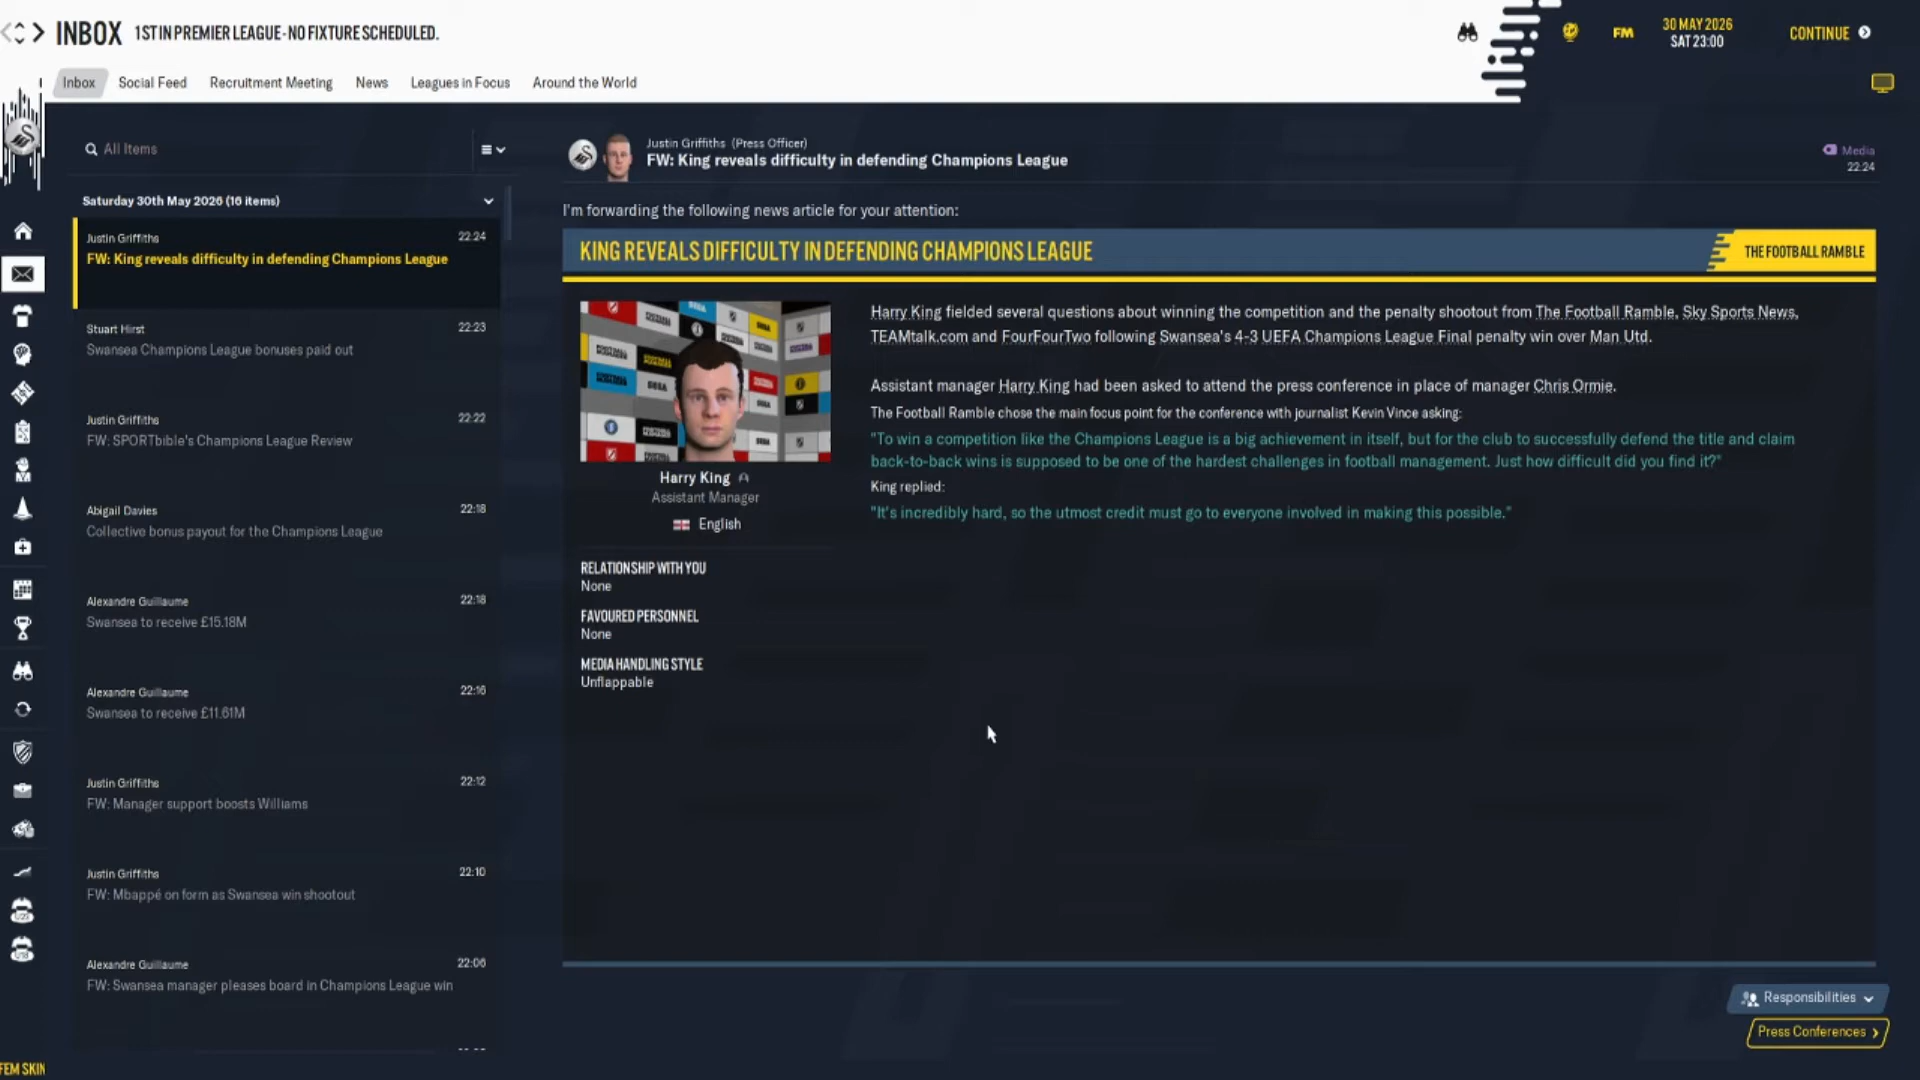 INBOX
1ST IN PREMIER LEAGUE - NO FIXTURE SCHEDULED.
FM
30 MAY 2026
SAT 23:00
CONTINUE
Inbox
Social Feed
Recruitment Meeting
News
Leagues in Focus
Around the World
All Items
Saturday 30th May 2026 (16 items)
Justin Griffiths
22:24
FW: King reveals difficulty in defending Champions League
Stuart Hirst
22:23
Swansea Champions League bonuses paid out
Justin Griffiths
22:22
FW: SPORTbible's Champions League Review
Abigail Davies
22:18
Collective bonus payout for the Champions League
Alexandre Guillaume
22:18
Swansea to receive £15.18M
Alexandre Guillaume
22:16
Swansea to receive £11.61M
Justin Griffiths
22:12
FW: Manager support boosts Williams
Justin Griffiths
22:10
FW: Mbappé on form as Swansea win shootout
Alexandre Guillaume
22:06
FW: Swansea manager pleases board in Champions League win
FEM SKIN
Justin Griffiths (Press Officer)
FW: King reveals difficulty in defending Champions League
Media
22:24
I'm forwarding the following news article for your attention:
KING REVEALS DIFFICULTY IN DEFENDING CHAMPIONS LEAGUE
THE FOOTBALL RAMBLE
Harry King
Assistant Manager
English
RELATIONSHIP WITH YOU
None
FAVOURED PERSONNEL
None
MEDIA HANDLING STYLE
Unflappable
Harry King fielded several questions about winning the competition and the penalty shootout from The Football Ramble, Sky Sports News,
TEAMtalk.com and FourFourTwo following Swansea's 4-3 UEFA Champions League Final penalty win over Man Utd.
Assistant manager Harry King had been asked to attend the press conference in place of manager Chris Ormie.
The Football Ramble chose the main focus point for the conference with journalist Kevin Vince asking:
"To win a competition like the Champions League is a big achievement in itself, but for the club to successfully defend the title and claim
back-to-back wins is supposed to be one of the hardest challenges in football management. Just how difficult did you find it?"
King replied:
"It's incredibly hard, so the utmost credit must go to everyone involved in making this possible."
Responsibilities
Press Conferences